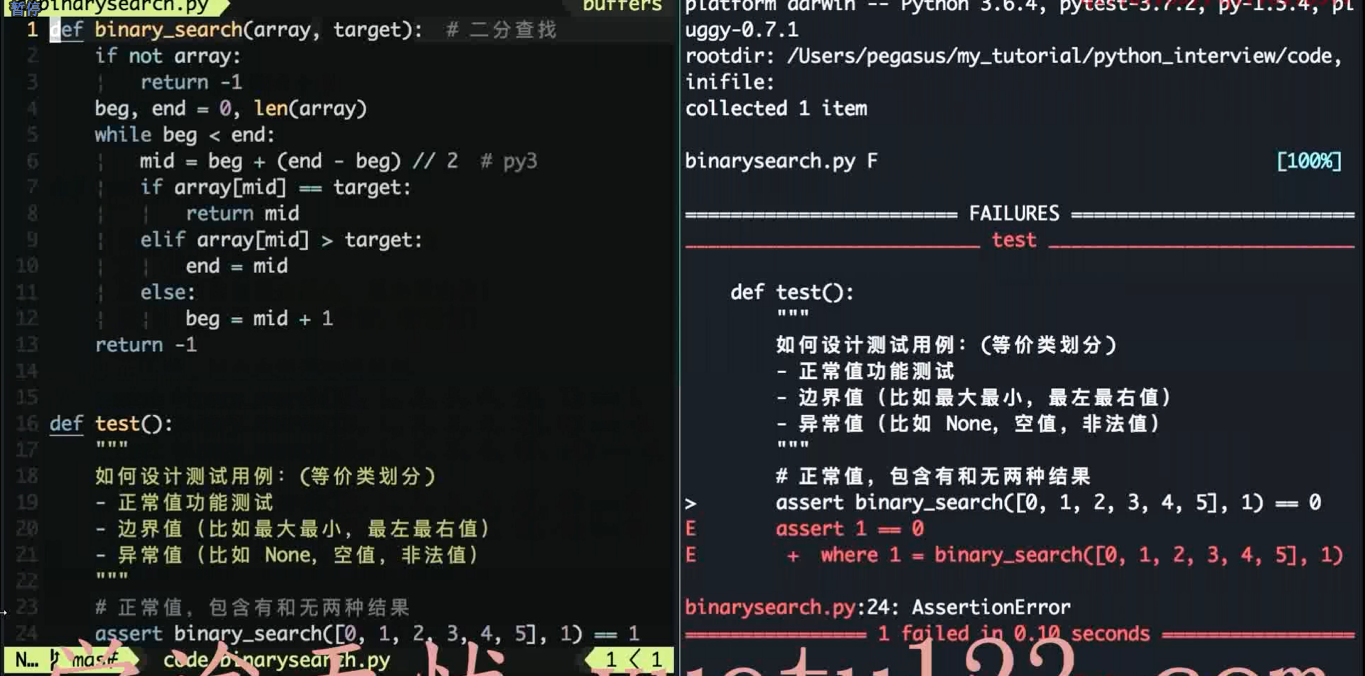 暂停
binarysearch.py
buffers
1 def binary_search(array, target):  # 二分查找
2     if not array:
3         return -1
4     beg, end = 0, len(array)
5     while beg < end:
6         mid = beg + (end - beg) // 2  # py3
7         if array[mid] == target:
8             return mid
9         elif array[mid] > target:
10             end = mid
11         else:
12             beg = mid + 1
13     return -1
14
15
16 def test():
17     """
18     如何设计测试用例：(等价类划分)
19     - 正常值功能测试
20     - 边界值（比如最大最小，最左最右值）
21     - 异常值（比如 None，空值，非法值）
22     """
23     # 正常值，包含有和无两种结果
24     assert binary_search([0, 1, 2, 3, 4, 5], 1) == 1
N… mas# code binarysearch.py 1 < 1
platform darwin -- Python 3.6.4, pytest-3.7.2, py-1.5.4, pl
uggy-0.7.1
rootdir: /Users/pegasus/my_tutorial/python_interview/code,
inifile:
collected 1 item
binarysearch.py F [100%]
======================== FAILURES =========================
__________________________ test ___________________________
    def test():
        """
        如何设计测试用例：(等价类划分)
        - 正常值功能测试
        - 边界值（比如最大最小，最左最右值）
        - 异常值（比如 None，空值，非法值）
        """
        # 正常值，包含有和无两种结果
>       assert binary_search([0, 1, 2, 3, 4, 5], 1) == 0
E       assert 1 == 0
E        +  where 1 = binary_search([0, 1, 2, 3, 4, 5], 1)
binarysearch.py:24: AssertionError
================ 1 failed in 0.10 seconds =================